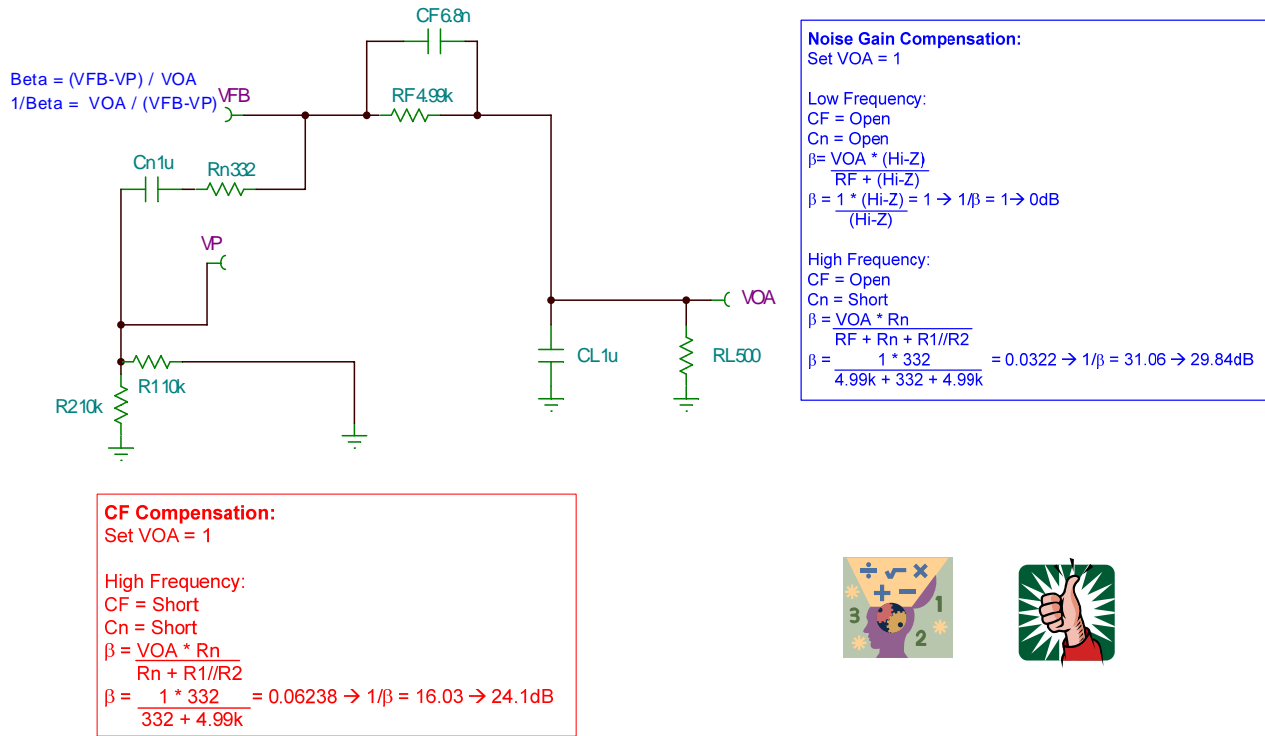 CF6.8n
Beta = (VFB-VP) / VOA
1/Beta = VOA / (VFB-VP)
VFB
RF4.99k
Cn1u
Rn332
VP
R110k
R210k
VOA
CL1u
RL500
Noise Gain Compensation:
Set VOA = 1
Low Frequency:
CF = Open
Cn = Open
β= VOA * (Hi-Z)
RF + (Hi-Z)
β = 1 * (Hi-Z) = 1 → 1/β = 1→ 0dB
(Hi-Z)
High Frequency:
CF = Open
Cn = Short
β = VOA * Rn
RF + Rn + R1//R2
β = 1 * 332 = 0.0322 → 1/β = 31.06 → 29.84dB
4.99k + 332 + 4.99k
CF Compensation:
Set VOA = 1
High Frequency:
CF = Short
Cn = Short
β = VOA * Rn
Rn + R1//R2
β = 1 * 332 = 0.06238 → 1/β = 16.03 → 24.1dB
332 + 4.99k
÷ √ ×
+ −
3 1
2